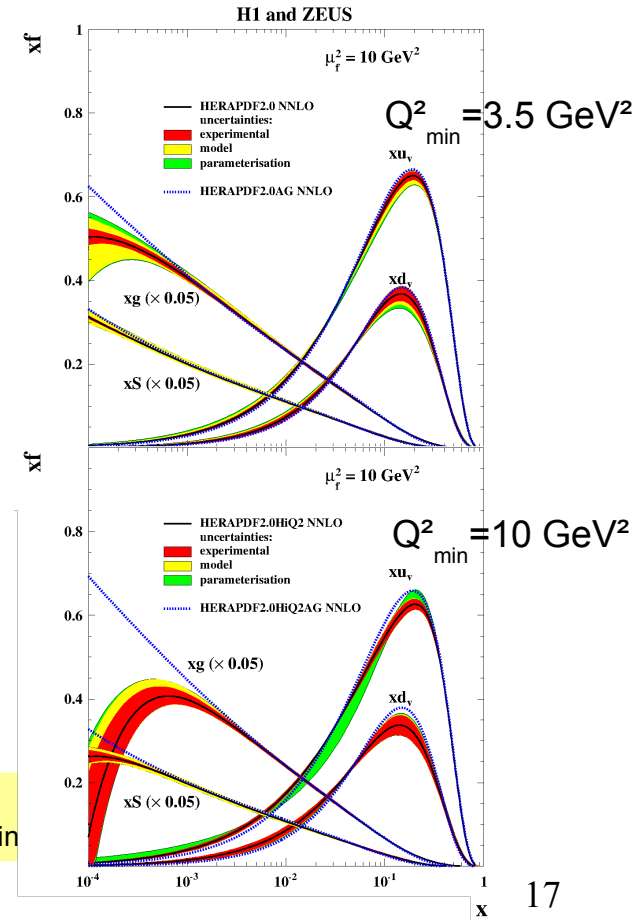 H1 and ZEUS
xf
1
μ_f² = 10 GeV²
HERAPDF2.0 NNLO
uncertainties:
experimental
model
parameterisation
HERAPDF2.0AG NNLO
Q²_min=3.5 GeV²
0.8
xu_v
0.6
xd_v
0.4
xg (× 0.05)
0.2
xS (× 0.05)
xf
μ_f² = 10 GeV²
HERAPDF2.0HiQ2 NNLO
uncertainties:
experimental
model
parameterisation
HERAPDF2.0HiQ2AG NNLO
Q²_min=10 GeV²
0.8
xu_v
0.6
xg (× 0.05)
xd_v
0.4
0.2
xS (× 0.05)
in
10⁻⁴ 10⁻³ 10⁻² 10⁻¹ 1
x
17